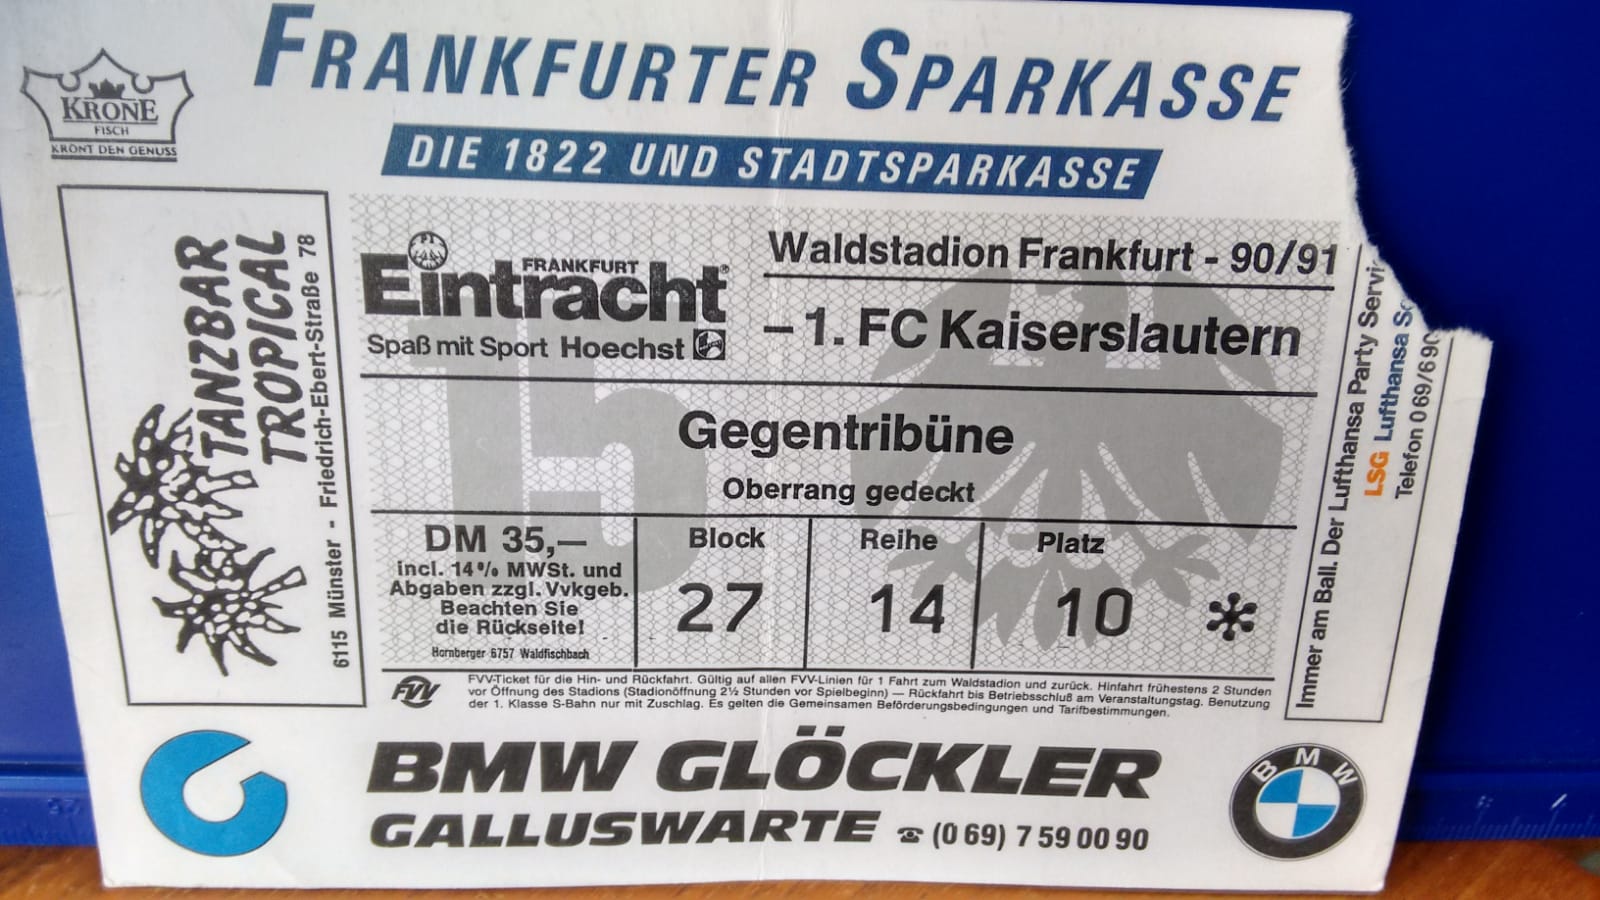 FRANKFURTER SPARKASSE
DIE 1822 UND STADTSPARKASSE
KRONE
FISCH
KRÖNT DEN GENUSS
TANZBAR
TROPICAL
6115 Münster - Friedrich-Ebert-Straße 78
FRANKFURT
Eintracht®
Spaß mit Sport Hoechst
Waldstadion Frankfurt - 90/91
– 1. FC Kaiserslautern
15
Gegentribüne
Oberrang gedeckt
DM 35,—
incl. 14% MWSt. und
Abgaben zzgl. Vvkgeb.
Beachten Sie
die Rückseite!
Hornberger 6757 Waldfischbach
Block
27
Reihe
14
Platz
10
Immer am Ball. Der Lufthansa Party Servi
LSG Lufthansa Se
Telefon 069/690
FVV
FVV-Ticket für die Hin- und Rückfahrt. Gültig auf allen FVV-Linien für 1 Fahrt zum Waldstadion und zurück. Hinfahrt frühestens 2 Stunden
vor Öffnung des Stadions (Stadionöffnung 2½ Stunden vor Spielbeginn) — Rückfahrt bis Betriebsschluß am Veranstaltungstag. Benutzung
der 1. Klasse S-Bahn nur mit Zuschlag. Es gelten die Gemeinsamen Beförderungsbedingungen und Tarifbestimmungen.
BMW GLÖCKLER
GALLUSWARTE ☎ (0 69) 7 59 00 90
BMW